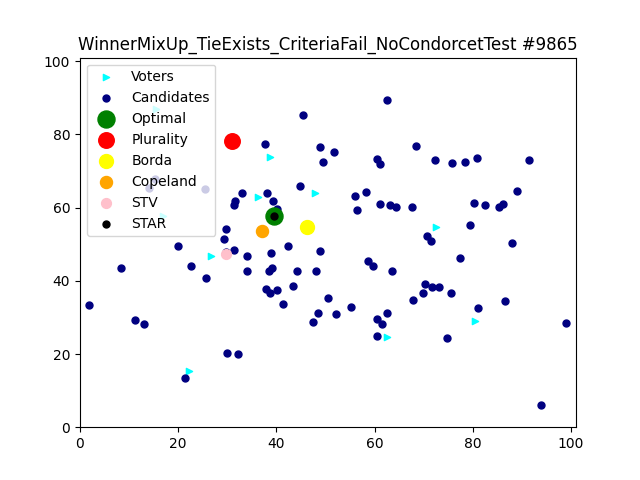 WinnerMixUp_TieExists_CriteriaFail_NoCondorcetTest #9865
100
80
60
40
20
0
0 20 40 60 80 100
Voters
Candidates
Optimal
Plurality
Borda
Copeland
STV
STAR